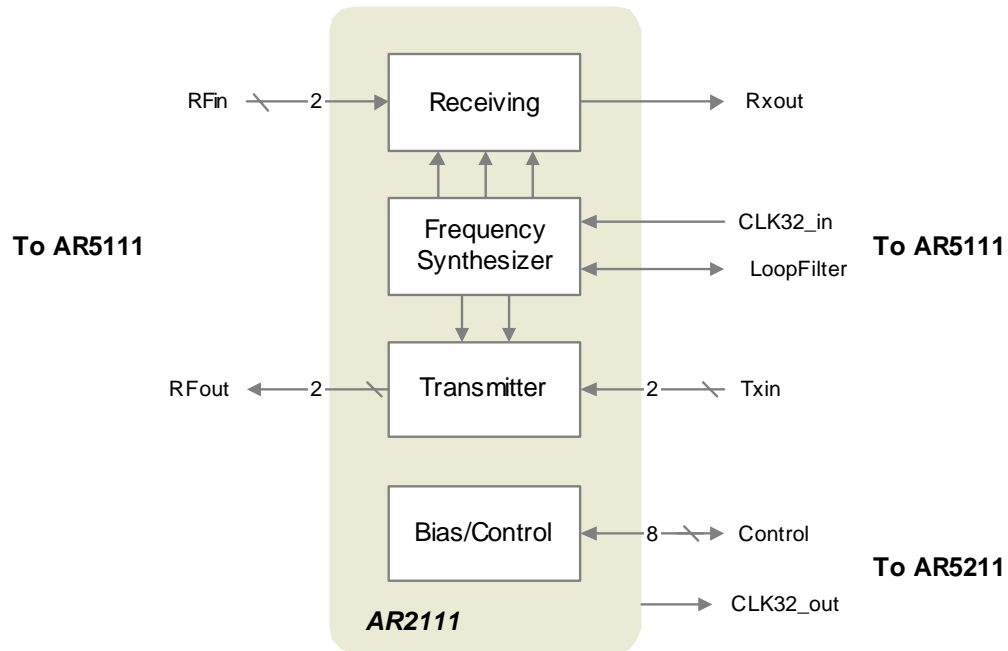 RFin
2
Receiving
Rxout
To AR5111
Frequency
Synthesizer
CLK32_in
LoopFilter
To AR5111
RFout
2
Transmitter
2
Txin
Bias/Control
8
Control
To AR5211
CLK32_out
AR2111